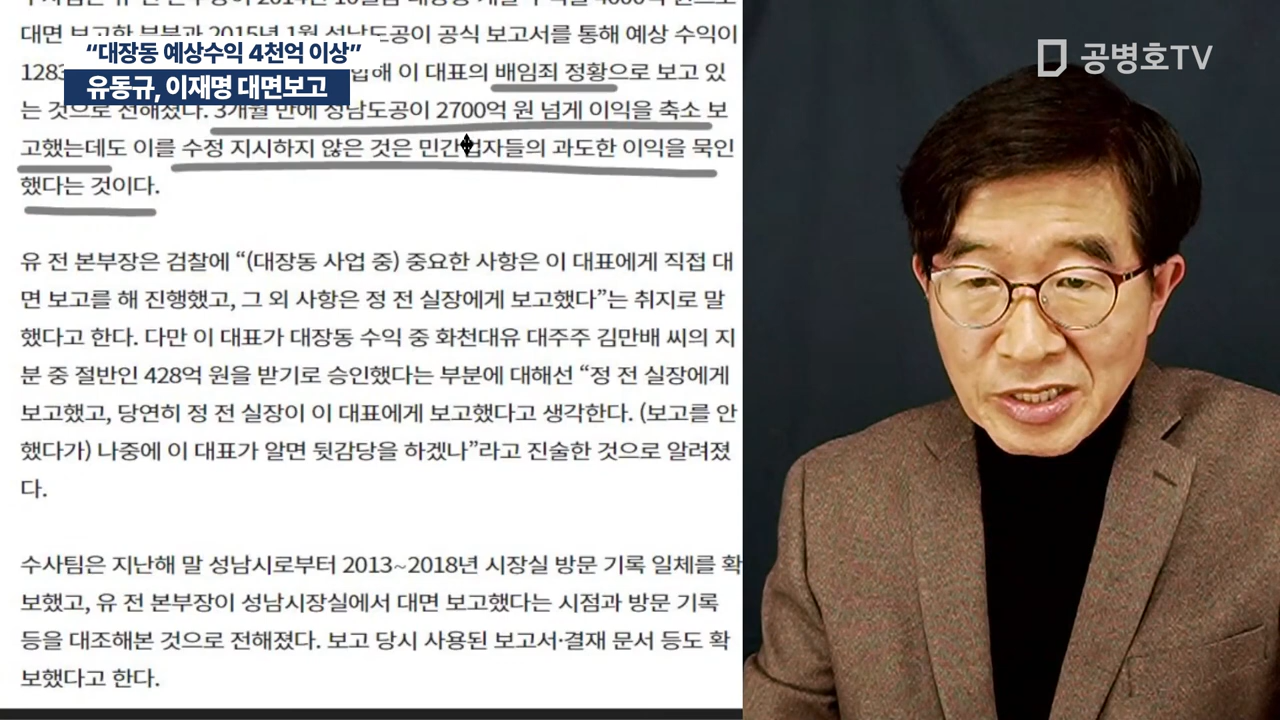 대면 보고한 부분과 2015년 1월 성남도공이 공식 보고서를 통해 예상 수익이
“대장동 예상수익 4천억 이상”
유동규, 이재명 대면보고
공병호TV
이 대표의 배임죄 정황으로 보고 있
는 것으로 전해졌다. 3개월 만에 성남도공이 2700억 원 넘게 이익을 축소 보
고했는데도 이를 수정 지시하지 않은 것은 민간업자들의 과도한 이익을 묵인
했다는 것이다.
유 전 본부장은 검찰에 “(대장동 사업 중) 중요한 사항은 이 대표에게 직접 대
면 보고를 해 진행했고, 그 외 사항은 정 전 실장에게 보고했다”는 취지로 말
했다고 한다. 다만 이 대표가 대장동 수익 중 화천대유 대주주 김만배 씨의 지
분 중 절반인 428억 원을 받기로 승인했다는 부분에 대해선 “정 전 실장에게
보고했고, 당연히 정 전 실장이 이 대표에게 보고했다고 생각한다. (보고를 안
했다가) 나중에 이 대표가 알면 뒷감당을 하겠나”라고 진술한 것으로 알려졌
다.
수사팀은 지난해 말 성남시로부터 2013~2018년 시장실 방문 기록 일체를 확
보했고, 유 전 본부장이 성남시장실에서 대면 보고했다는 시점과 방문 기록
등을 대조해본 것으로 전해졌다. 보고 당시 사용된 보고서·결재 문서 등도 확
보했다고 한다.